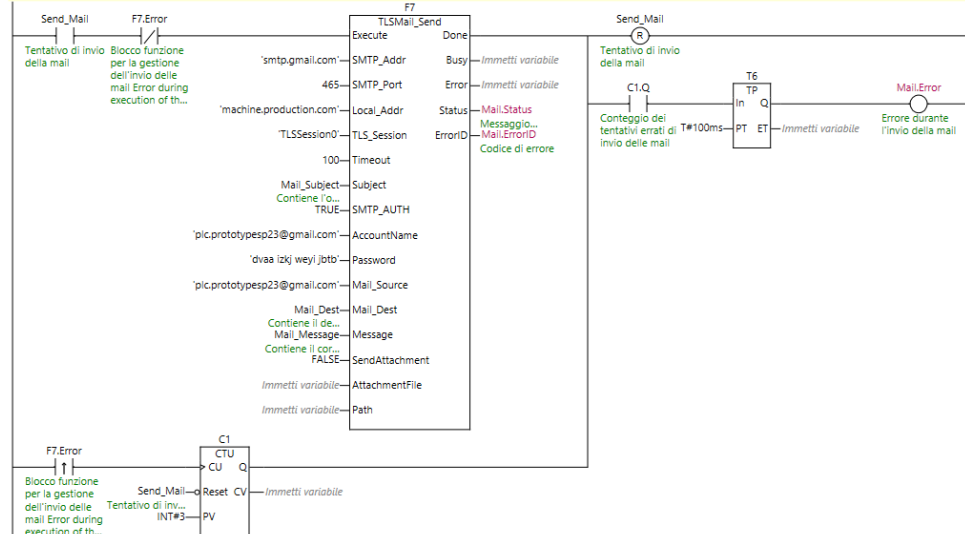 F7
Send_Mail F7.Error TLSMail_Send Send_Mail
Execute Done R
Tentativo di invio Blocco funzione Tentativo di invio
della mail per la gestione della mail
dell'invio delle
mail Error during
execution of th...
'smtp.gmail.com' SMTP_Addr Busy Immetti variabile
465 SMTP_Port Error Immetti variabile
C1.Q T6 Mail.Error
TP
In Q
'machine.production.com' Local_Addr Status Mail.Status
Messaggio...
Conteggio dei Errore durante
tentativi errati di T#100ms PT ET Immetti variabile l'invio della mail
invio delle mail
'TLSSession0' TLS_Session ErrorID Mail.ErrorID
Codice di errore
100 Timeout
Mail_Subject Subject
Contiene l'o...
TRUE SMTP_AUTH
'plc.prototypesp23@gmail.com' AccountName
'dvaa izkj weyi jbtb' Password
'plc.prototypesp23@gmail.com' Mail_Source
Mail_Dest Mail_Dest
Contiene il de...
Mail_Message Message
Contiene il cor...
FALSE SendAttachment
Immetti variabile AttachmentFile
Immetti variabile Path
F7.Error C1
CTU
CU Q
Blocco funzione
per la gestione Send_Mail Reset CV Immetti variabile
dell'invio delle Tentativo di inv...
mail Error during INT#3 PV
execution of th...